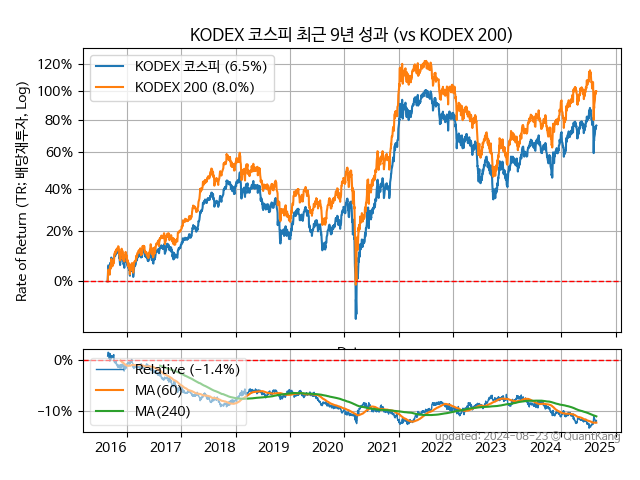 KODEX 코스피 최근 9년 성과 (vs KODEX 200)
Rate of Return (TR: 배당재투자, Log)
120%
100%
80%
60%
40%
20%
0%
KODEX 코스피 (6.5%)
KODEX 200 (8.0%)
0%
−10%
Relative (−1.4%)
MA(60)
MA(240)
updated: 2024-08-23 © QuantKang
2016 2017 2018 2019 2020 2021 2022 2023 2024 2025